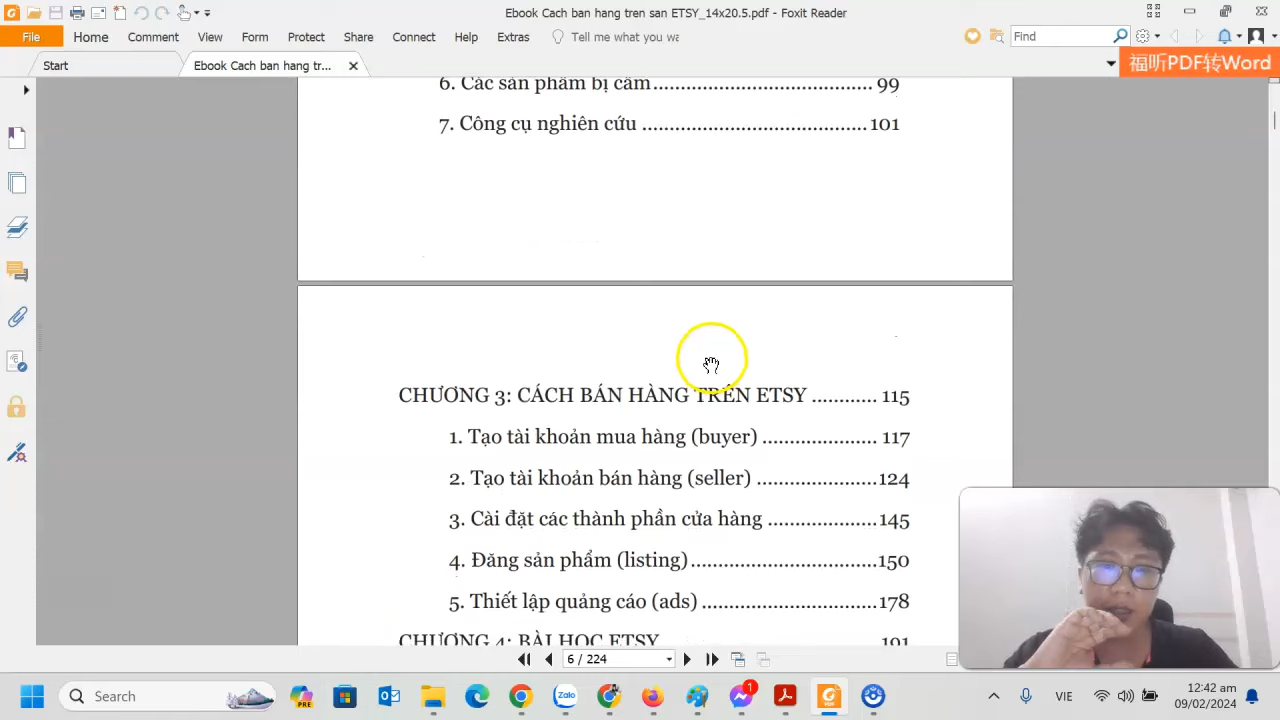 Ebook Cach ban hang tren san ETSY_14x20.5.pdf - Foxit Reader
File Home Comment View Form Protect Share Connect Help Extras Tell me what you wa Find
Start Ebook Cach ban hang tr... 福昕PDF转Word
6. Các sản phẩm bị cấm........................................ 99
7. Công cụ nghiên cứu .........................................101
CHƯƠNG 3: CÁCH BÁN HÀNG TRÊN ETSY ............ 115
1. Tạo tài khoản mua hàng (buyer) ..................... 117
2. Tạo tài khoản bán hàng (seller) ......................124
3. Cài đặt các thành phần cửa hàng ....................145
4. Đăng sản phẩm (listing)..................................150
5. Thiết lập quảng cáo (ads) ................................178
CHƯƠNG 4: BÀI HỌC ETSY 191
6 / 224
Search PRE Zalo 1 PDF VIE 12:42 am
09/02/2024